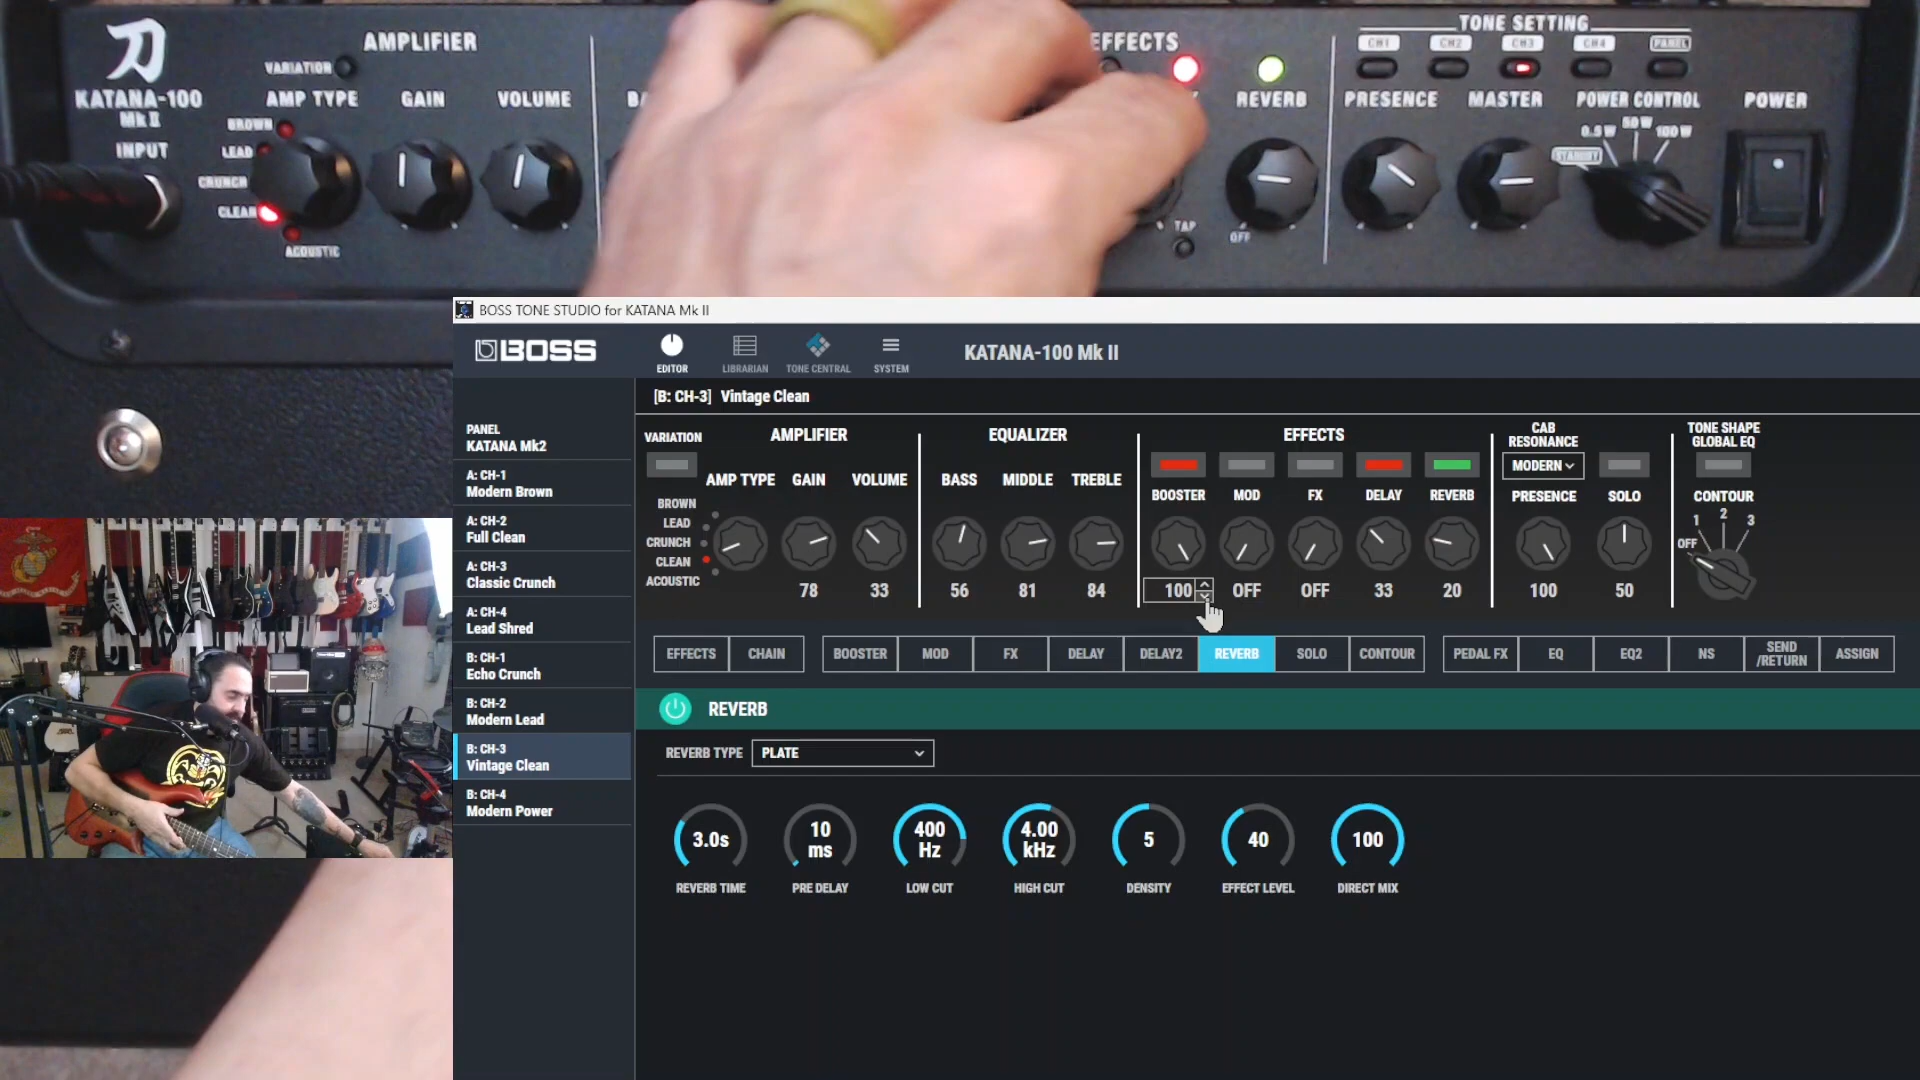 AMPLIFIER
EFFECTS
TONE SETTING
CH1 CH2 CH3 CH4 PANEL
VARIATION
刀
KATANA-100
Mk II
AMP TYPE GAIN VOLUME REVERB PRESENCE MASTER POWER CONTROL POWER
BROWN
0.5W 50W 100W
INPUT
LEAD
STANDBY
CRUNCH
CLEAN
TAP
OFF
ACOUSTIC
BOSS TONE STUDIO for KATANA Mk II
BOSS
EDITOR LIBRARIAN TONE CENTRAL SYSTEM
KATANA-100 Mk II
[B: CH-3] Vintage Clean
PANEL
KATANA Mk2
A: CH-1
Modern Brown
A: CH-2
Full Clean
A: CH-3
Classic Crunch
A: CH-4
Lead Shred
B: CH-1
Echo Crunch
B: CH-2
Modern Lead
B: CH-3
Vintage Clean
B: CH-4
Modern Power
VARIATION
AMPLIFIER
AMP TYPE GAIN VOLUME
BROWN
LEAD
CRUNCH
CLEAN
ACOUSTIC
78 33
EQUALIZER
BASS MIDDLE TREBLE
56 81 84
EFFECTS
BOOSTER MOD FX DELAY REVERB
100 OFF OFF 33 20
CAB
RESONANCE
MODERN
PRESENCE SOLO
100 50
TONE SHAPE
GLOBAL EQ
CONTOUR
1 2 3
OFF
EFFECTS CHAIN BOOSTER MOD FX DELAY DELAY2 REVERB SOLO CONTOUR PEDAL FX EQ EQ2 NS SEND /RETURN ASSIGN
REVERB
REVERB TYPE PLATE
3.0s 10 ms 400 Hz 4.00 kHz 5 40 100
REVERB TIME PRE DELAY LOW CUT HIGH CUT DENSITY EFFECT LEVEL DIRECT MIX